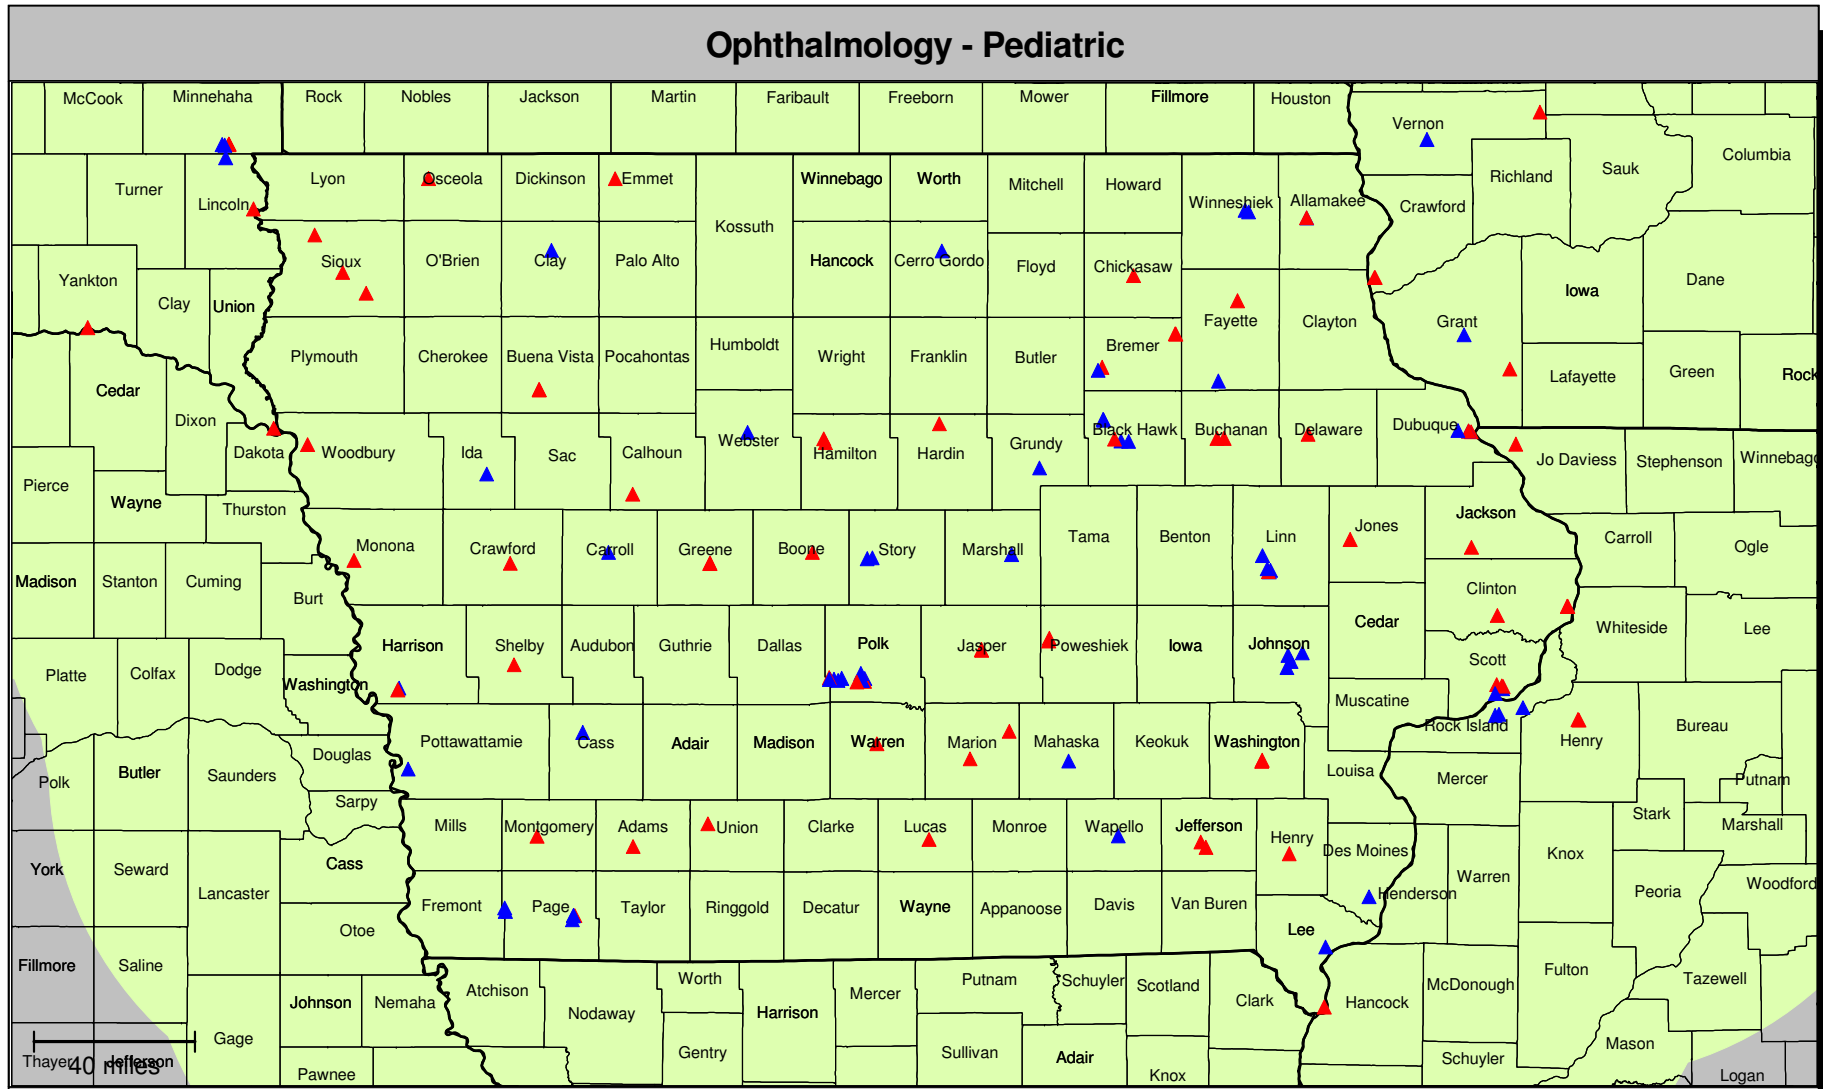 Ophthalmology - Pediatric
McCook Minnehaha Rock Nobles Jackson Martin Faribault Freeborn Mower Fillmore Houston
Vernon
Columbia
Sauk
Richland
Turner Lyon Osceola Dickinson Emmet Winnebago Worth Mitchell Howard
Lincoln Winneshiek Allamakee Crawford
Kossuth
Yankton Sioux O'Brien Clay Palo Alto Hancock Cerro Gordo Floyd Chickasaw Dane
Clay Union Iowa
Fayette Clayton Grant
Plymouth Cherokee Buena Vista Pocahontas Humboldt Wright Franklin Butler Bremer
Lafayette Green Rock
Cedar
Dixon
Dakota Woodbury Ida Sac Calhoun Webster Hamilton Hardin Grundy Black Hawk Buchanan Delaware Dubuque
Jo Daviess Stephenson Winnebago
Pierce
Wayne
Thurston
Jackson
Monona Crawford Carroll Greene Boone Story Marshall Tama Benton Linn Jones
Carroll Ogle
Madison Stanton Cuming
Burt
Clinton
Cedar Whiteside Lee
Harrison Shelby Audubon Guthrie Dallas Polk Jasper Poweshiek Iowa Johnson
Scott
Platte Colfax Dodge
Washington
Muscatine
Rock Island
Henry Bureau
Pottawattamie Cass Adair Madison Warren Marion Mahaska Keokuk Washington
Douglas
Polk Butler Saunders
Louisa Mercer Putnam
Sarpy
Mills Montgomery Adams Union Clarke Lucas Monroe Wapello Jefferson Henry
Stark Marshall
Des Moines Knox
York Seward Cass
Lancaster
Henderson Warren Peoria Woodford
Fremont Page Taylor Ringgold Decatur Wayne Appanoose Davis Van Buren
Otoe
Lee
Fillmore Saline
Fulton Tazewell
Johnson Nemaha Atchison Nodaway Worth Harrison Mercer Putnam Schuyler Scotland Clark Hancock McDonough
Gage
Gentry Sullivan Adair Schuyler Mason
Thayer Jefferson
40 miles
Pawnee Knox Logan